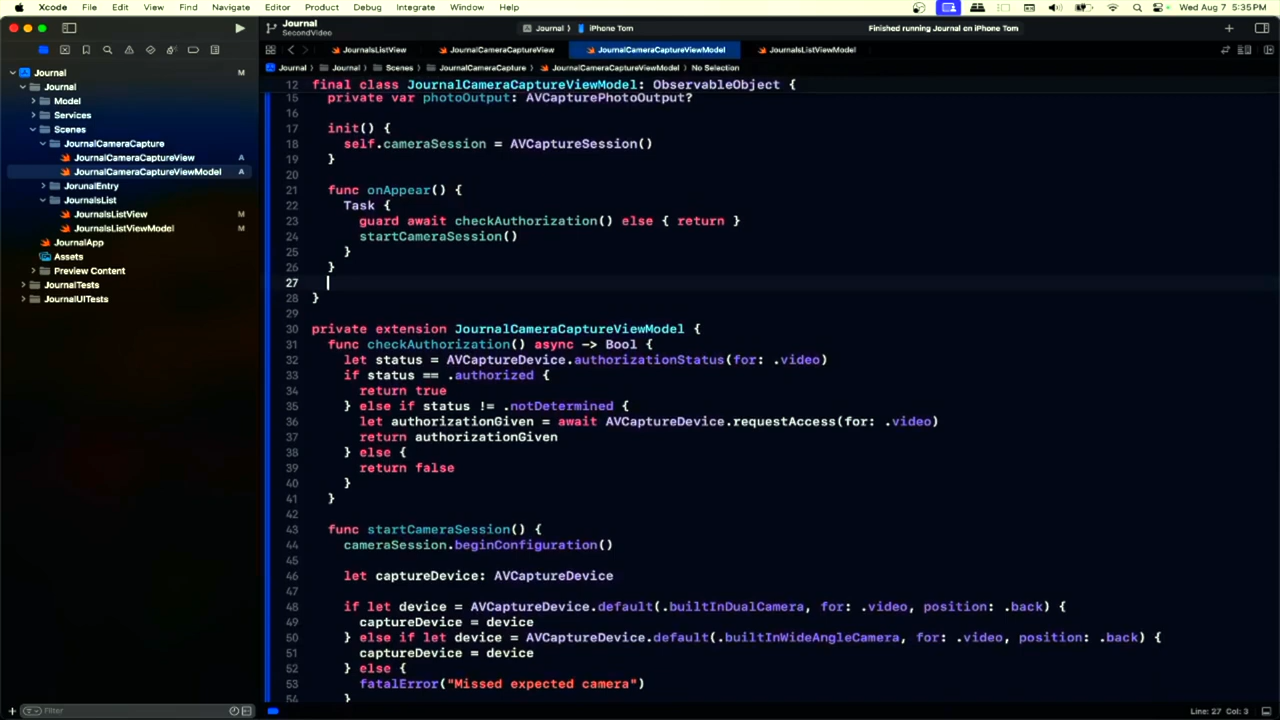 Xcode File Edit View Find Navigate Editor Product Debug Integrate Window Help Wed Aug 7 5:35 PM
Journal
SecondVideo
Journal iPhone Tom Finished running Journal on iPhone Tom
JournalsListView JournalCameraCaptureView JournalCameraCaptureViewModel JournalsListViewModel
Journal Journal Scenes JournalCameraCapture JournalCameraCaptureViewModel No Selection
Journal M
Journal
Model
Services
Scenes
JournalCameraCapture
JournalCameraCaptureView A
JournalCameraCaptureViewModel A
JorunalEntry
JournalsList
JournalsListView M
JournalsListViewModel M
JournalApp
Assets
Preview Content
JournalTests
JournalUITests
Filter
12 final class JournalCameraCaptureViewModel: ObservableObject {
15 private var photoOutput: AVCapturePhotoOutput?
16
17 init() {
18 self.cameraSession = AVCaptureSession()
19 }
20
21 func onAppear() {
22 Task {
23 guard await checkAuthorization() else { return }
24 startCameraSession()
25 }
26 }
27
28 }
29
30 private extension JournalCameraCaptureViewModel {
31 func checkAuthorization() async -> Bool {
32 let status = AVCaptureDevice.authorizationStatus(for: .video)
33 if status == .authorized {
34 return true
35 } else if status != .notDetermined {
36 let authorizationGiven = await AVCaptureDevice.requestAccess(for: .video)
37 return authorizationGiven
38 } else {
39 return false
40 }
41 }
42
43 func startCameraSession() {
44 cameraSession.beginConfiguration()
45
46 let captureDevice: AVCaptureDevice
47
48 if let device = AVCaptureDevice.default(.builtInDualCamera, for: .video, position: .back) {
49 captureDevice = device
50 } else if let device = AVCaptureDevice.default(.builtInWideAngleCamera, for: .video, position: .back) {
51 captureDevice = device
52 } else {
53 fatalError("Missed expected camera")
54 }
Line: 27 Col: 3